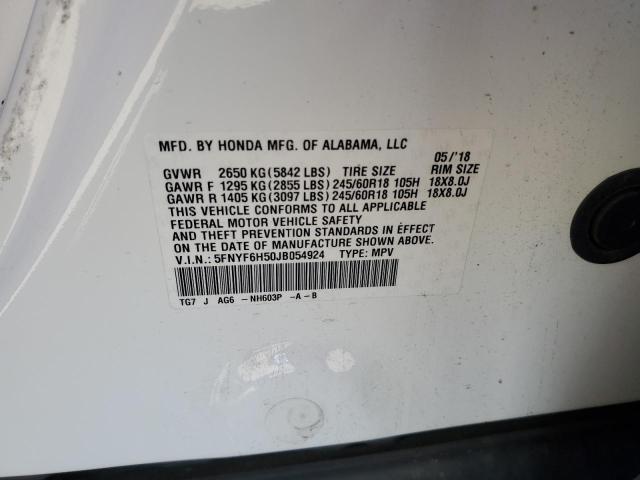 MFD. BY HONDA MFG. OF ALABAMA, LLC 05/'18
GVWR 2650 KG(5842 LBS) TIRE SIZE RIM SIZE
GAWR F 1295 KG(2855 LBS)245/60R18 105H 18X8.0J
GAWR R 1405 KG(3097 LBS)245/60R18 105H 18X8.0J
THIS VEHICLE CONFORMS TO ALL APPLICABLE
FEDERAL MOTOR VEHICLE SAFETY
AND THEFT PREVENTION STANDARDS IN EFFECT
ON THE DATE OF MANUFACTURE SHOWN ABOVE.
V.I.N.: 5FNYF6H50JB054924 TYPE: MPV
TG7 J AG6 -NH603P -A-B